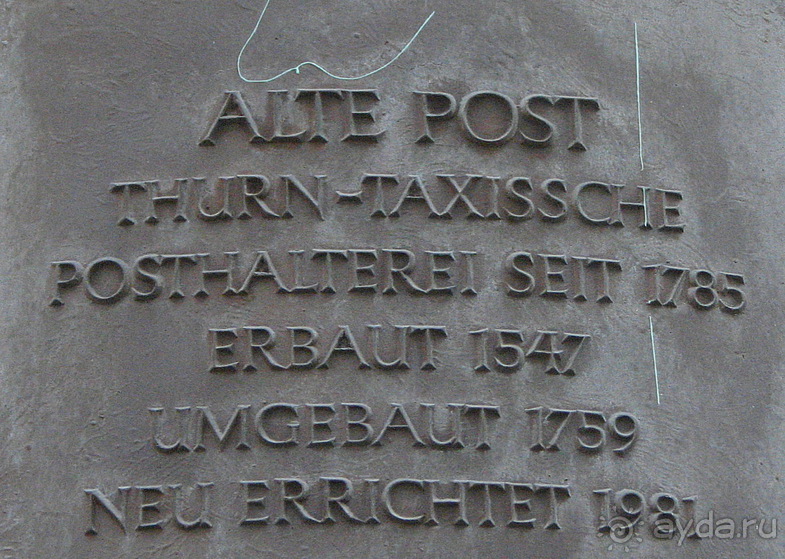 ALTE POST
THURN-TAXISSCHE
POSTHALTEREI SEIT 1785
ERBAUT 1547
UMGEBAUT 1759
NEU ERRICHTET 1981
ayda.ru